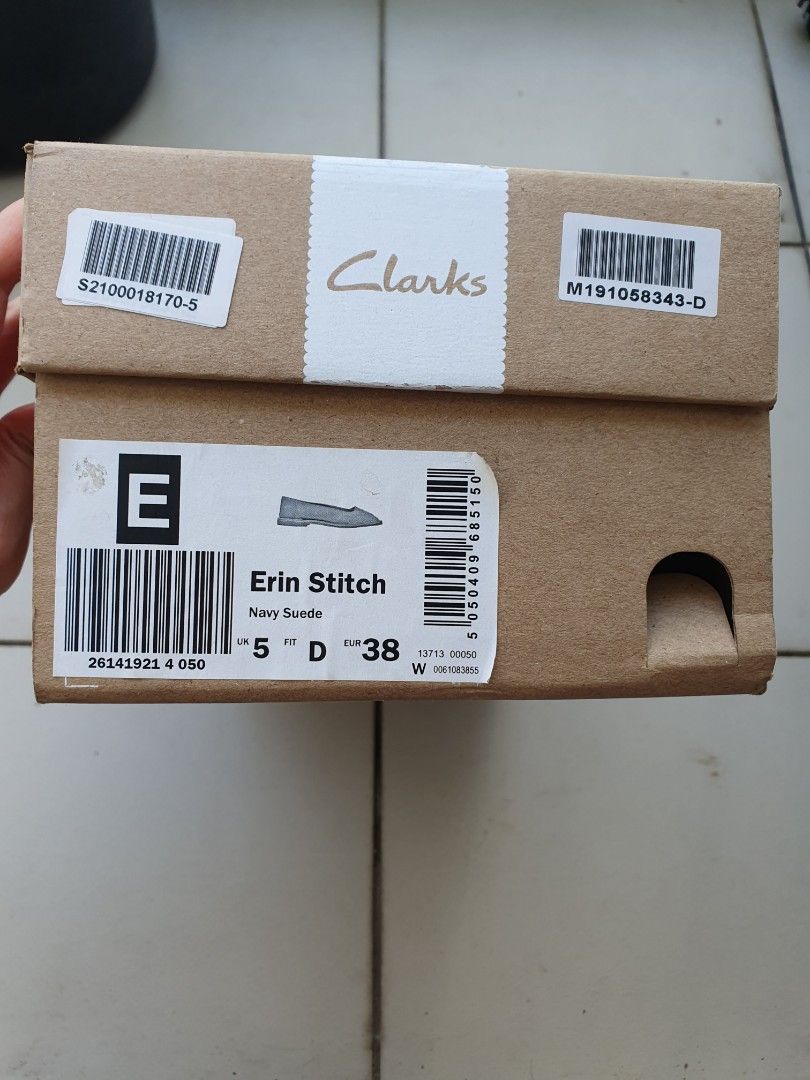 S2100018170-5
Clarks
M191058343-D
E
26141921 4 050
Erin Stitch
Navy Suede
UK 5 FIT D EUR 38
5 050409 685150
13713 00050
W 0061083855